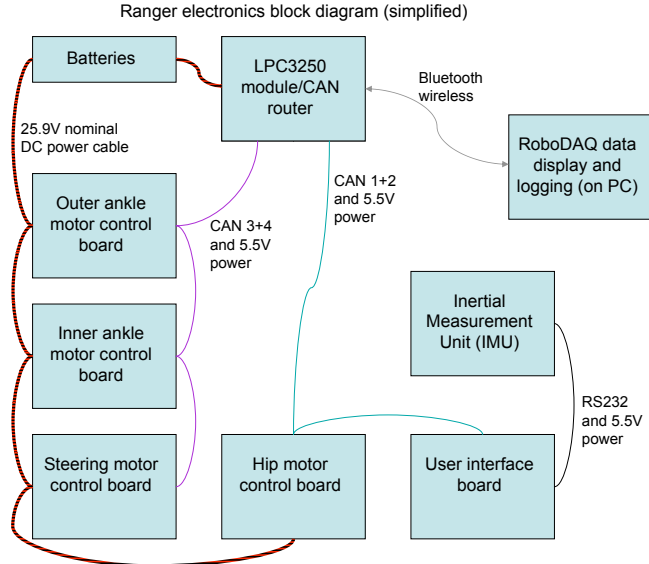 Ranger electronics block diagram (simplified)
Batteries
LPC3250
module/CAN
router
Bluetooth
wireless
RoboDAQ data
display and
logging (on PC)
25.9V nominal
DC power cable
Outer ankle
motor control
board
CAN 3+4
and 5.5V
power
CAN 1+2
and 5.5V
power
Inertial
Measurement
Unit (IMU)
Inner ankle
motor control
board
RS232
and 5.5V
power
Steering motor
control board
Hip motor
control board
User interface
board